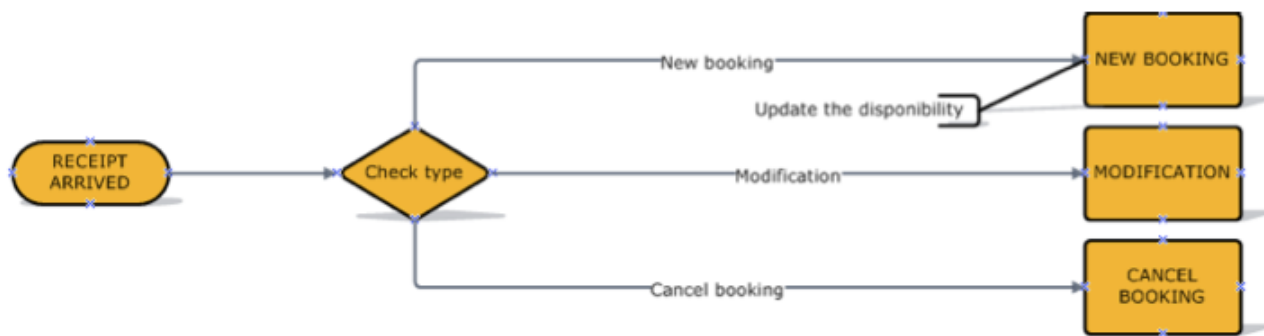 New booking
NEW BOOKING
Update the disponibility
RECEIPT
ARRIVED
Check type
Modification
MODIFICATION
Cancel booking
CANCEL
BOOKING